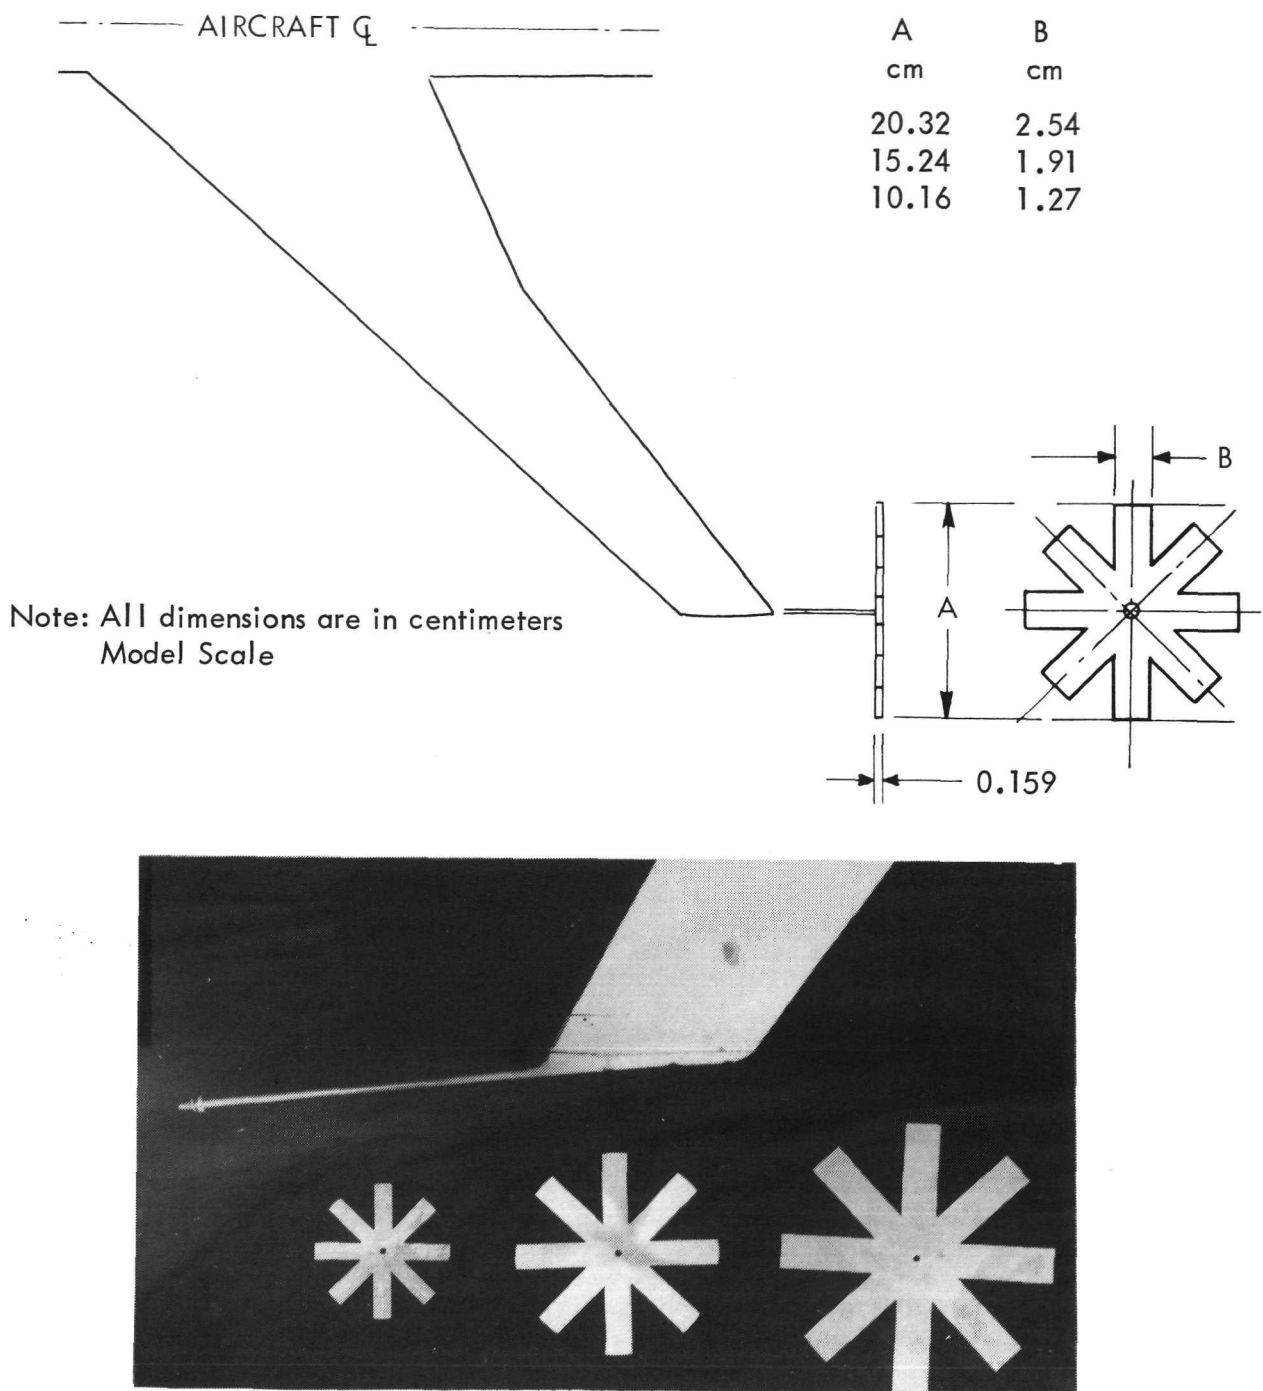 AIRCRAFT ℄
A B
cm cm
20.32 2.54
15.24 1.91
10.16 1.27
B
A
Note: All dimensions are in centimeters
Model Scale
0.159